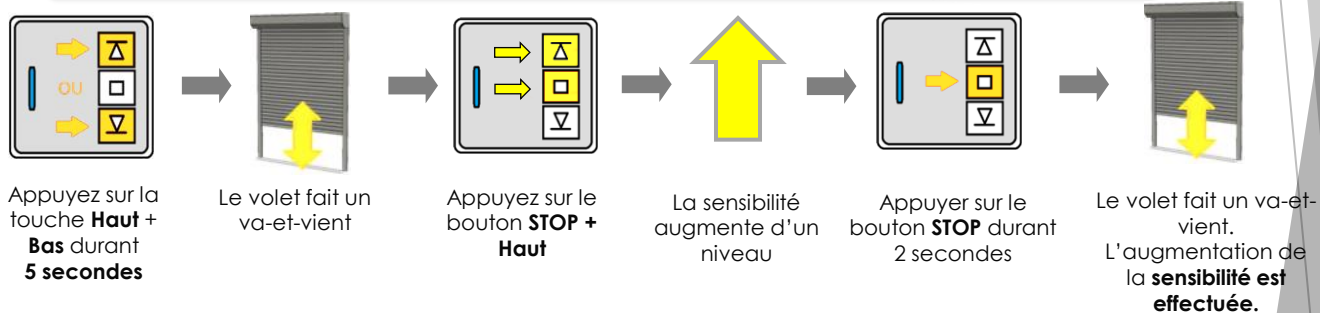 OU
Appuyez sur la
touche Haut +
Bas durant
5 secondes
Le volet fait un
va-et-vient
Appuyez sur le
bouton STOP +
Haut
La sensibilité
augmente d'un
niveau
Appuyer sur le
bouton STOP durant
2 secondes
Le volet fait un va-et-
vient.
L'augmentation de
la sensibilité est
effectuée.